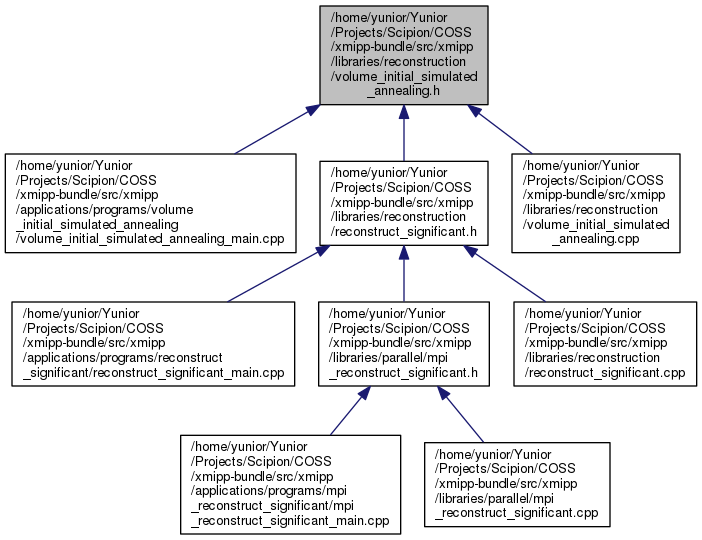 /home/yunior/Yunior
/Projects/Scipion/COSS
/xmipp-bundle/src/xmipp
/libraries/reconstruction
/volume_initial_simulated
_annealing.h
/home/yunior/Yunior
/Projects/Scipion/COSS
/xmipp-bundle/src/xmipp
/applications/programs/volume
_initial_simulated_annealing
/volume_initial_simulated_annealing_main.cpp
/home/yunior/Yunior
/Projects/Scipion/COSS
/xmipp-bundle/src/xmipp
/libraries/reconstruction
/reconstruct_significant.h
/home/yunior/Yunior
/Projects/Scipion/COSS
/xmipp-bundle/src/xmipp
/libraries/reconstruction
/volume_initial_simulated
_annealing.cpp
/home/yunior/Yunior
/Projects/Scipion/COSS
/xmipp-bundle/src/xmipp
/applications/programs/reconstruct
_significant/reconstruct_significant_main.cpp
/home/yunior/Yunior
/Projects/Scipion/COSS
/xmipp-bundle/src/xmipp
/libraries/parallel/mpi
_reconstruct_significant.h
/home/yunior/Yunior
/Projects/Scipion/COSS
/xmipp-bundle/src/xmipp
/libraries/reconstruction
/reconstruct_significant.cpp
/home/yunior/Yunior
/Projects/Scipion/COSS
/xmipp-bundle/src/xmipp
/applications/programs/mpi
_reconstruct_significant/mpi
_reconstruct_significant_main.cpp
/home/yunior/Yunior
/Projects/Scipion/COSS
/xmipp-bundle/src/xmipp
/libraries/parallel/mpi
_reconstruct_significant.cpp